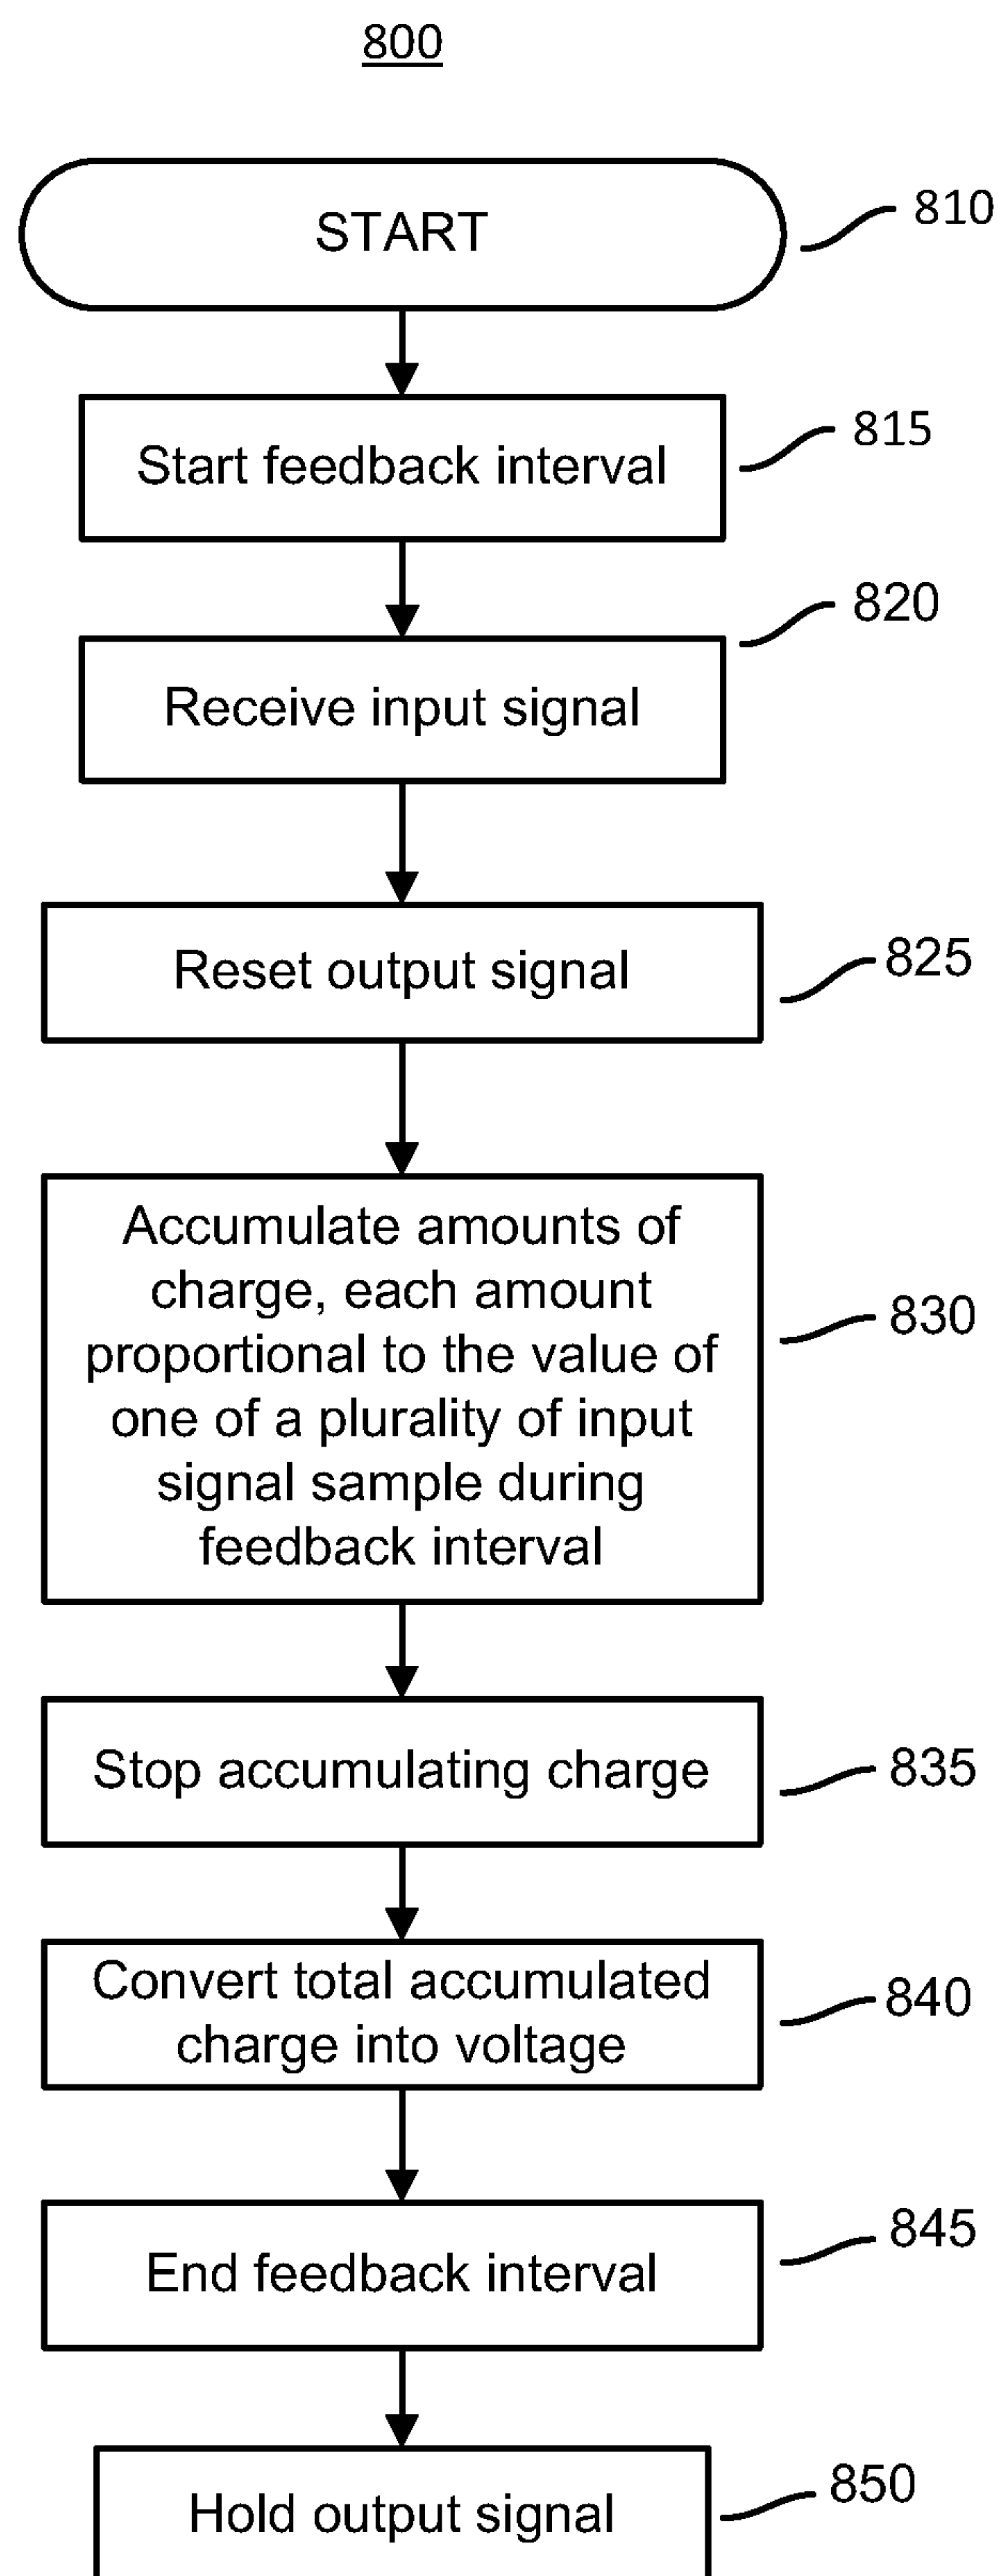 800
START
810
Start feedback interval
815
820
Receive input signal
Reset output signal
825
Accumulate amounts of
charge, each amount
proportional to the value of
one of a plurality of input
signal sample during
feedback interval
830
Stop accumulating charge
835
Convert total accumulated
charge into voltage
840
End feedback interval
845
Hold output signal
850